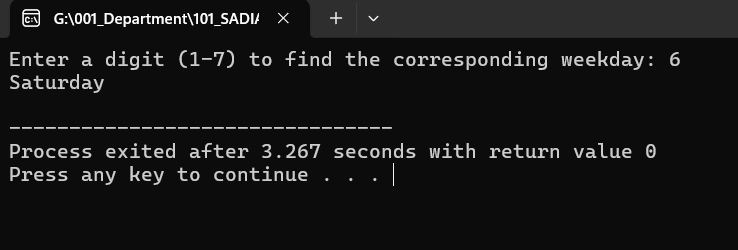 G:\001_Department\101_SADIA
Enter a digit (1-7) to find the corresponding weekday: 6
Saturday
--------------------------------
Process exited after 3.267 seconds with return value 0
Press any key to continue . . .